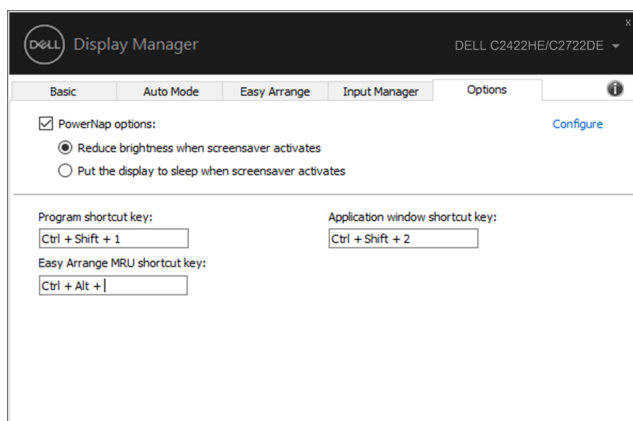 x
DELL Display Manager DELL C2422HE/C2722DE
Basic Auto Mode Easy Arrange Input Manager Options i
PowerNap options: Configure
Reduce brightness when screensaver activates
Put the display to sleep when screensaver activates
Program shortcut key: Application window shortcut key:
Ctrl + Shift + 1 Ctrl + Shift + 2
Easy Arrange MRU shortcut key:
Ctrl + Alt +